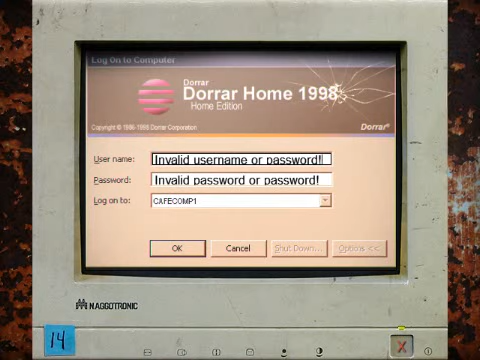 Log On to Computer
Dorrar
Dorrar Home 1998
Home Edition
Copyright © 1996-1998 Dorrar Corporation
Dorrar®
User name: Invalid username or password!
Password: Invalid password or password!
Log on to: CAFECOMP1
OK Cancel Shut Down... Options <<
MAGGOTRONIC
14
X